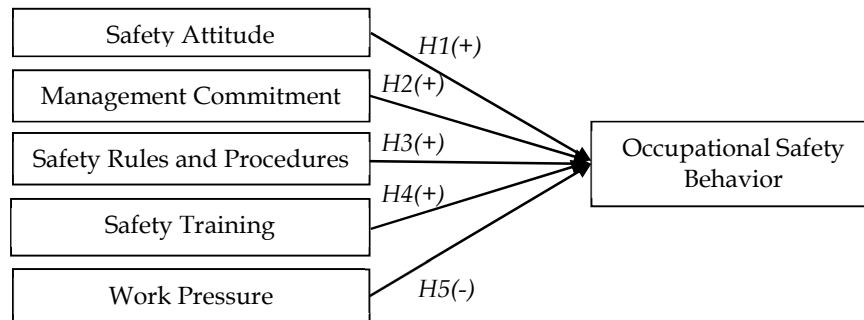 Safety Attitude
H1(+)
Management Commitment
H2(+)
Safety Rules and Procedures
H3(+)
Occupational Safety
Behavior
H4(+)
Safety Training
Work Pressure
H5(-)